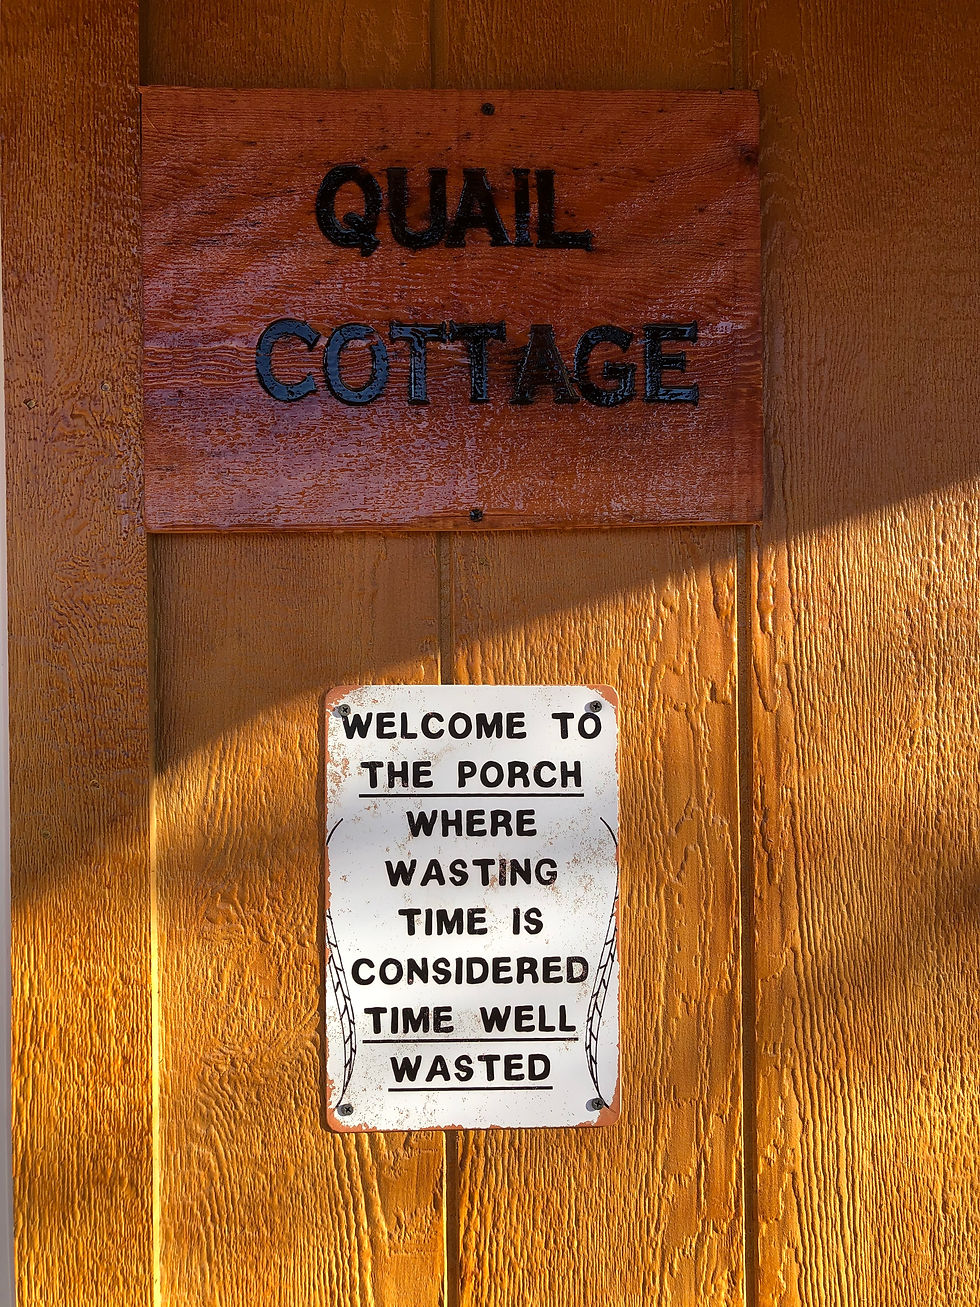 QUAIL
COTTAGE
WELCOME TO
THE PORCH
WHERE
WASTING
TIME IS
CONSIDERED
TIME WELL
WASTED